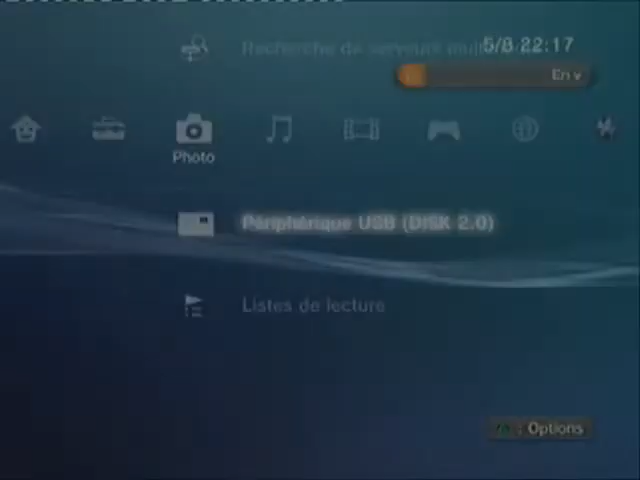 Recherche de serveurs
5/8 22:17
En v
Photo
Périphérique USB (DISK 2.0)
Listes de lecture
: Options